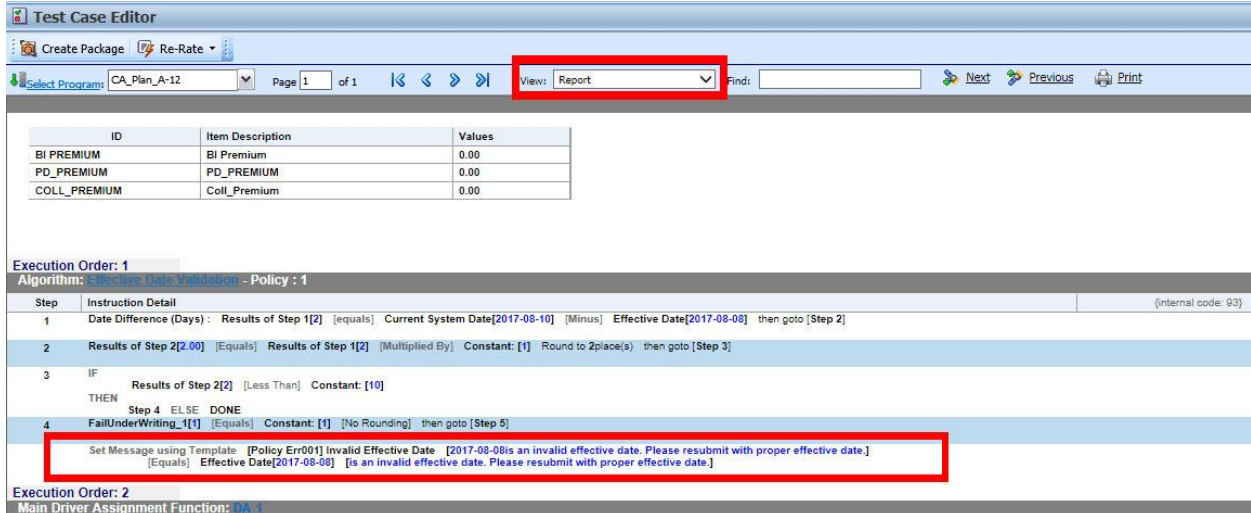 Test Case Editor
Create Package Re-Rate
Select Program: CA_Plan_A-12 Page 1 of 1 View: Report Find: Next Previous Print
ID Item Description Values
BI PREMIUM BI Premium 0.00
PD_PREMIUM PD_PREMIUM 0.00
COLL_PREMIUM Coll_Premium 0.00
Execution Order: 1
Algorithm: Effective Date Validation - Policy : 1
Step Instruction Detail {internal code: 93}
1 Date Difference (Days) : Results of Step 1[2] [equals] Current System Date[2017-08-10] [Minus] Effective Date[2017-08-08] then goto [Step 2]
2 Results of Step 2[2.00] [Equals] Results of Step 1[2] [Multiplied By] Constant: [1] Round to 2place(s) then goto [Step 3]
3 IF
Results of Step 2[2] [Less Than] Constant: [10]
THEN
Step 4 ELSE DONE
4 FailUnderWriting_1[1] [Equals] Constant: [1] [No Rounding] then goto [Step 5]
Set Message using Template [Policy Err001] Invalid Effective Date [2017-08-08is an invalid effective date. Please resubmit with proper effective date.]
[Equals] Effective Date[2017-08-08] [is an invalid effective date. Please resubmit with proper effective date.]
Execution Order: 2
Main Driver Assignment Function: DA_1